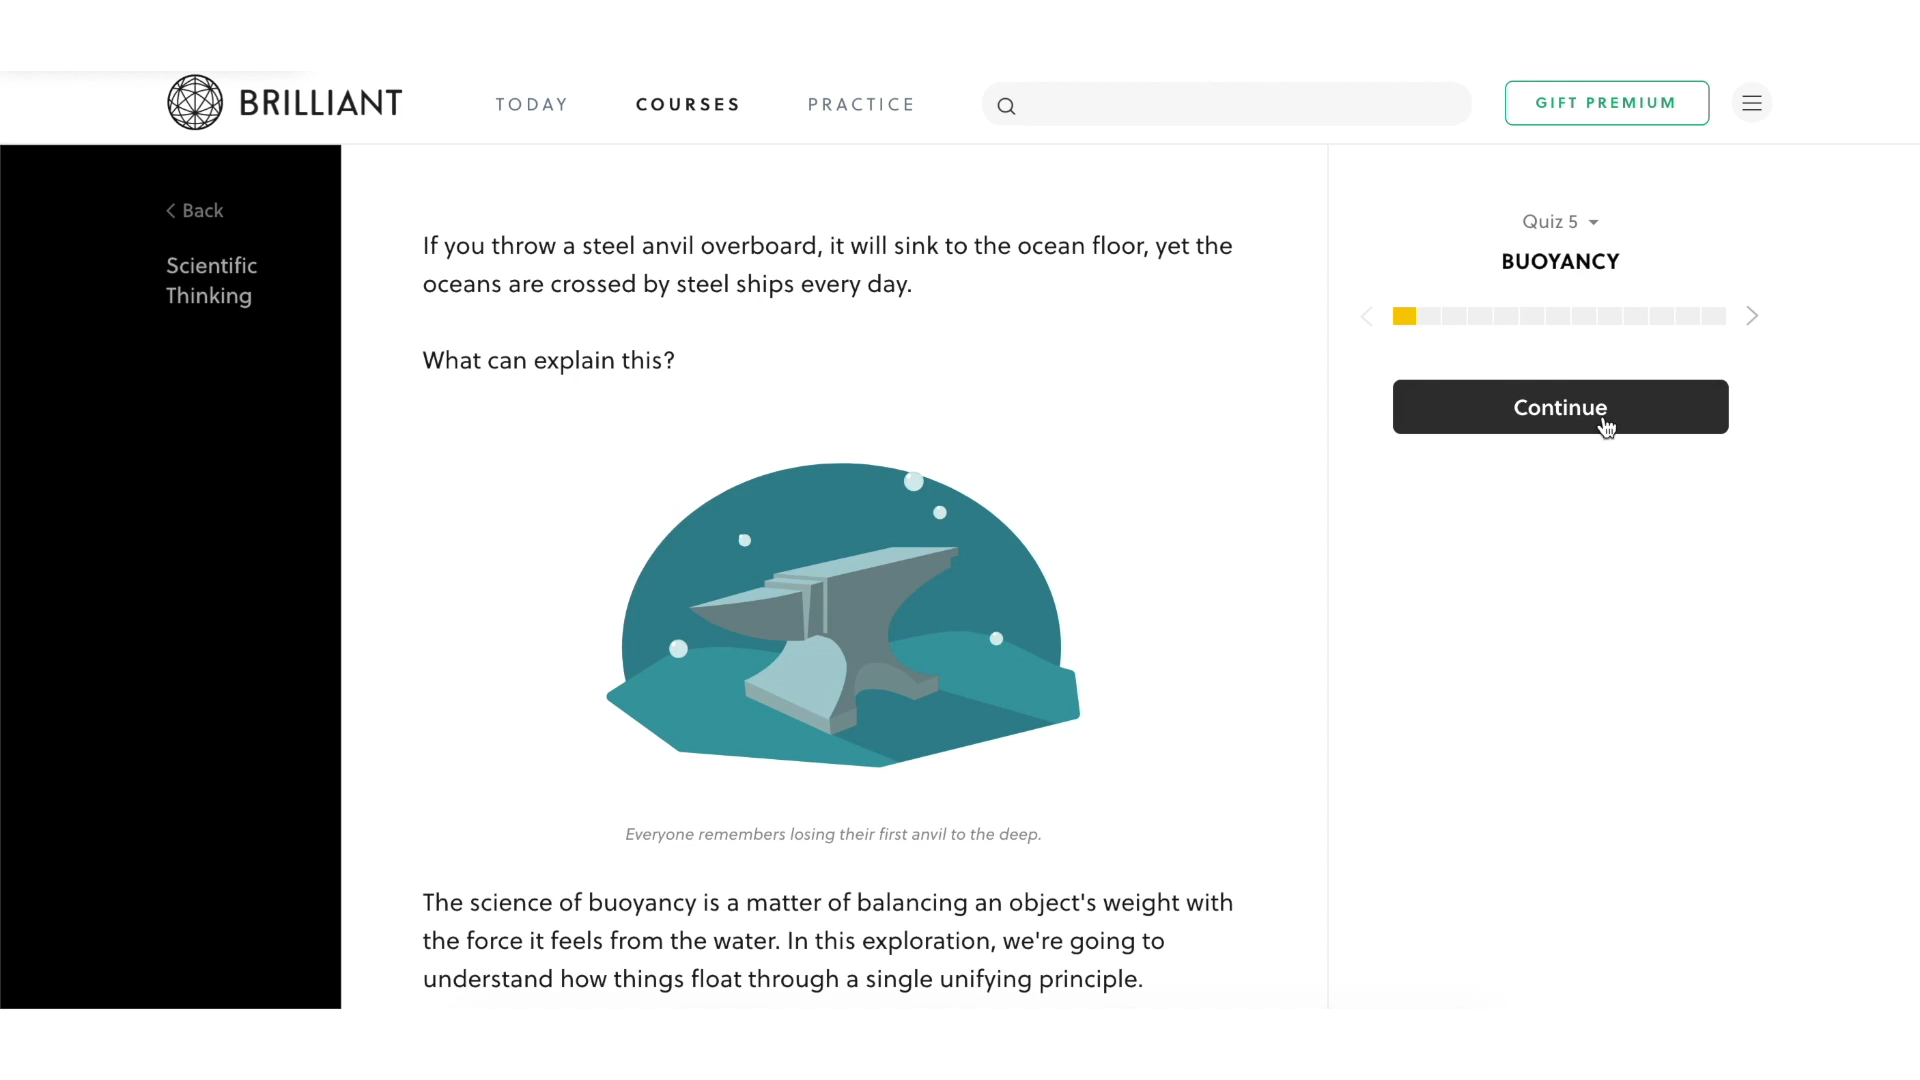 BRILLIANT
TODAY
COURSES
PRACTICE
GIFT PREMIUM
Back
Scientific
Thinking
If you throw a steel anvil overboard, it will sink to the ocean floor, yet the
oceans are crossed by steel ships every day.
What can explain this?
Everyone remembers losing their first anvil to the deep.
The science of buoyancy is a matter of balancing an object's weight with
the force it feels from the water. In this exploration, we're going to
understand how things float through a single unifying principle.
Quiz 5
BUOYANCY
Continue